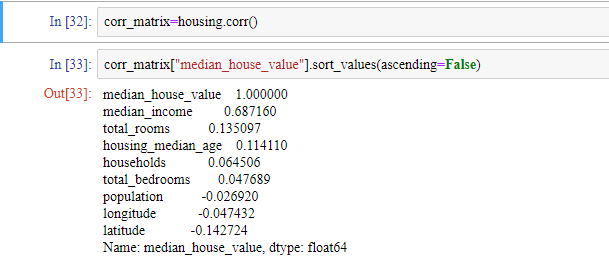 In [32]: corr_matrix=housing.corr()
In [33]: corr_matrix["median_house_value"].sort_values(ascending=False)
Out[33]: median_house_value 1.000000
median_income 0.687160
total_rooms 0.135097
housing_median_age 0.114110
households 0.064506
total_bedrooms 0.047689
population -0.026920
longitude -0.047432
latitude -0.142724
Name: median_house_value, dtype: float64